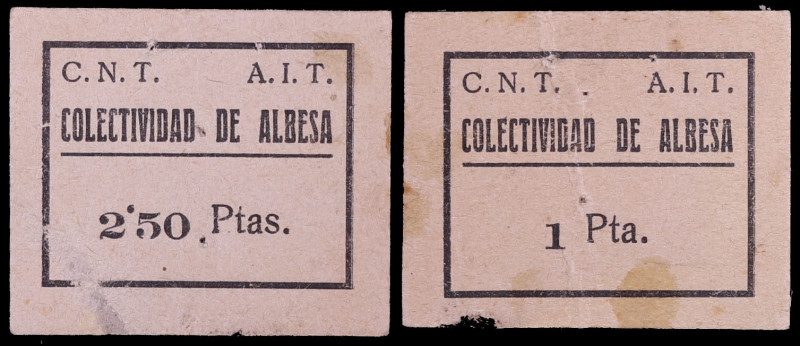 C. N. T. A. I. T.
COLECTIVIDAD DE ALBESA
2'50 Ptas.
C. N. T. A. I. T.
COLECTIVIDAD DE ALBESA
1 Pta.